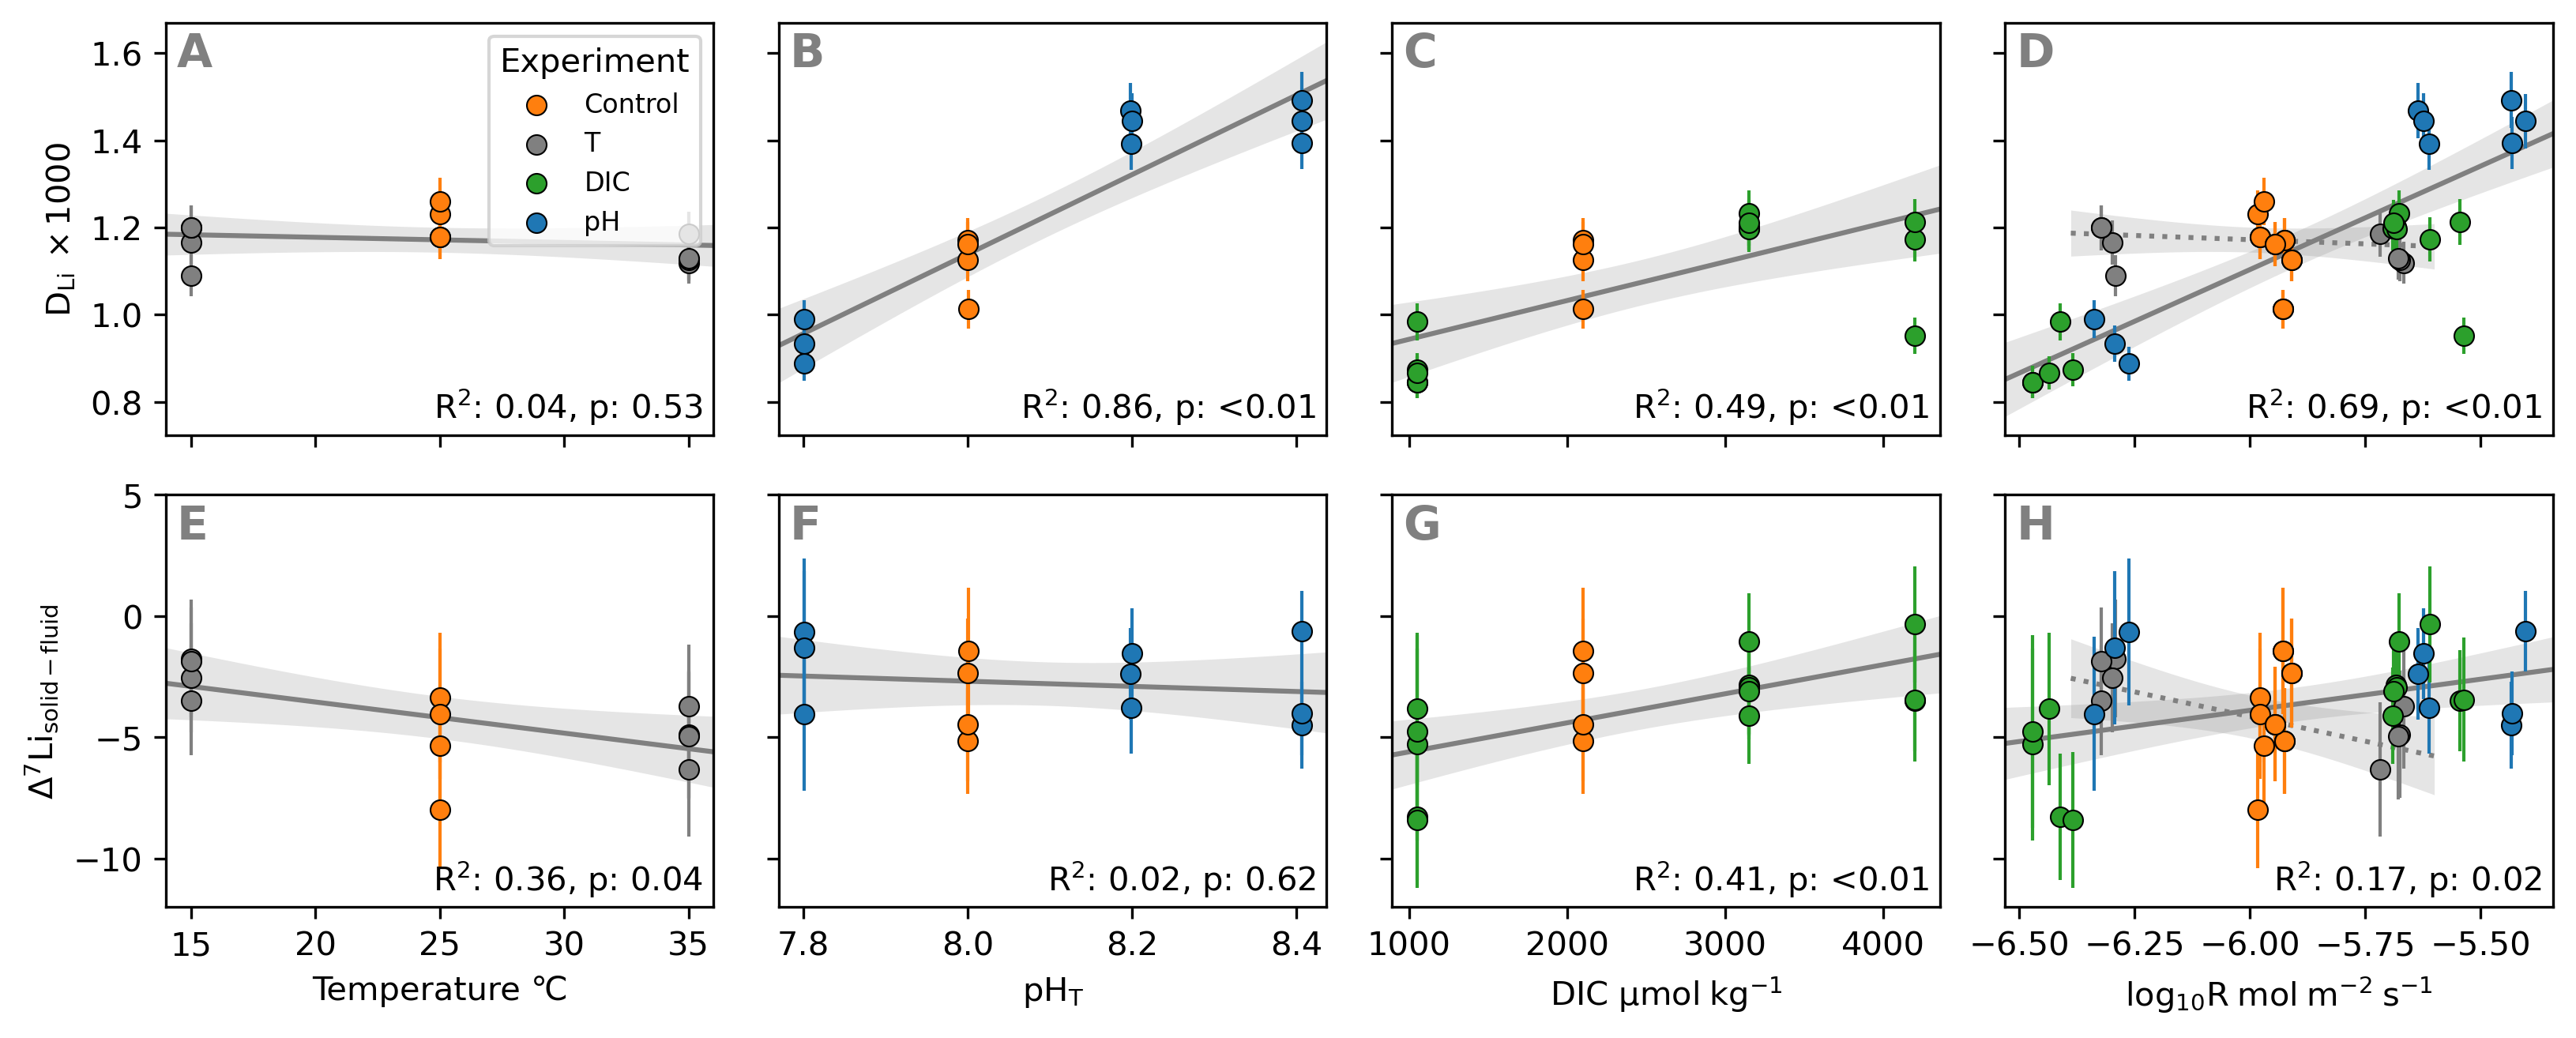 A
Experiment
Control
T
DIC
pH
1.6
1.4
1.2
1.0
0.8
D_Li × 1000
R²: 0.04, p: 0.53
B
R²: 0.86, p: <0.01
C
R²: 0.49, p: <0.01
D
R²: 0.69, p: <0.01
E
5
0
−5
−10
Δ⁷Li_solid−fluid
R²: 0.36, p: 0.04
15 20 25 30 35
Temperature °C
F
R²: 0.02, p: 0.62
7.8 8.0 8.2 8.4
pH_T
G
R²: 0.41, p: <0.01
1000 2000 3000 4000
DIC μmol kg⁻¹
H
R²: 0.17, p: 0.02
−6.50 −6.25 −6.00 −5.75 −5.50
log₁₀R mol m⁻² s⁻¹